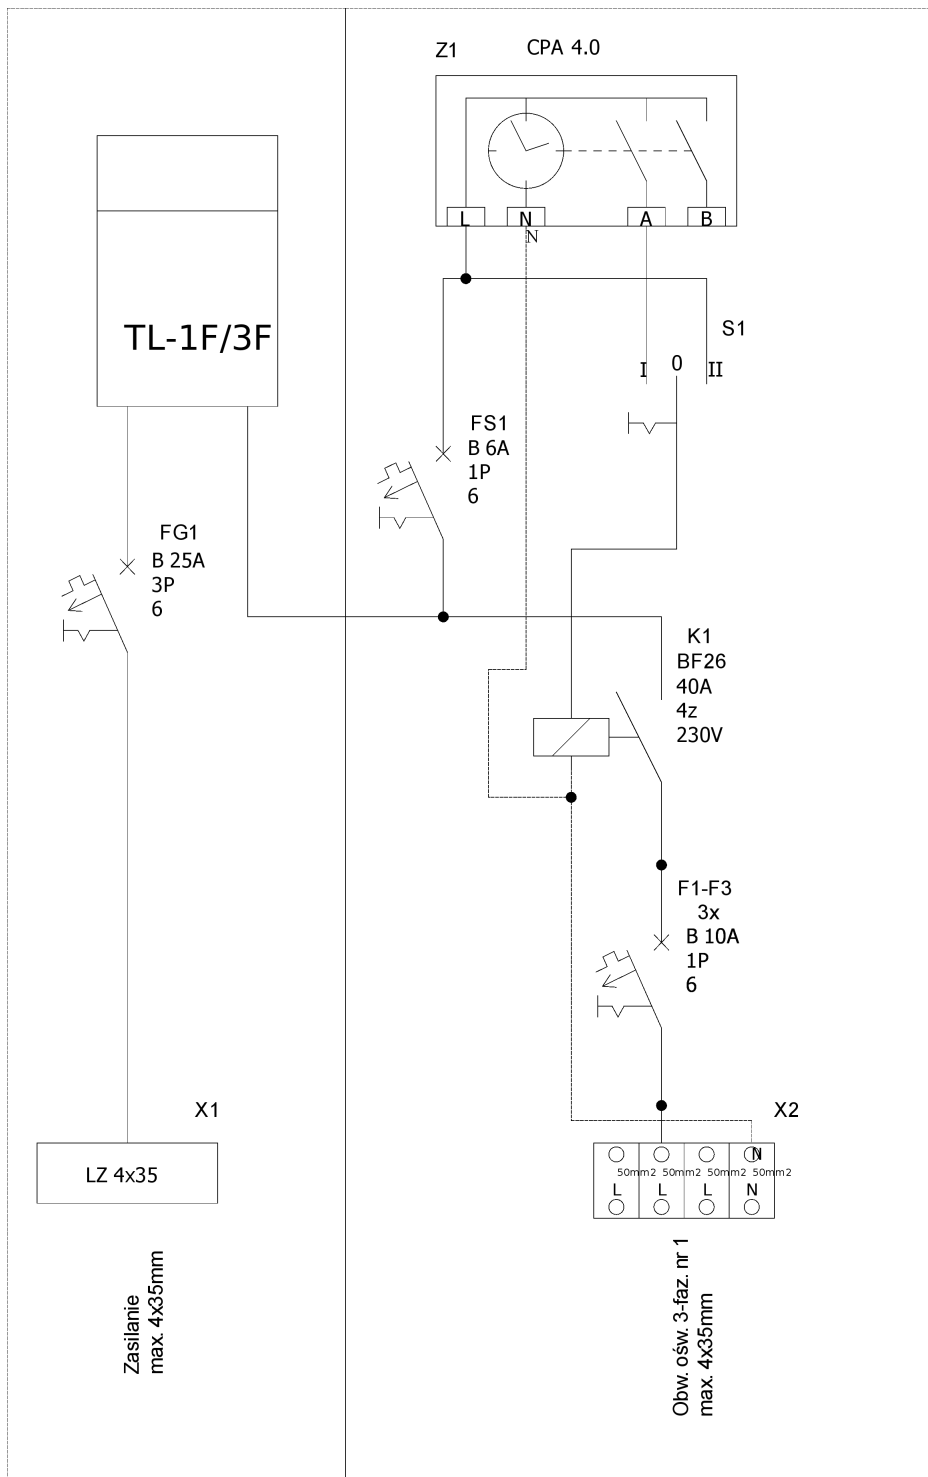 Z1
CPA 4.0
L
N
A
B
N
TL-1F/3F
S1
I
0
II
FS1
B 6A
1P
6
FG1
B 25A
3P
6
K1
BF26
40A
4z
230V
F1-F3
3x
B 10A
1P
6
X1
X2
LZ 4x35
N
50mm2
50mm2
50mm2
50mm2
L
L
L
N
Zasilanie
max. 4x35mm
Obw. ośw. 3-faz. nr 1
max. 4x35mm